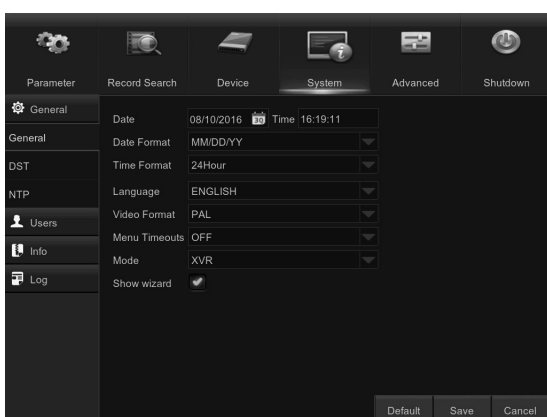 Parameter Record Search Device System Advanced Shutdown
General
General
DST
NTP
Users
Info
Log
Date 08/10/2016 30 Time 16:19:11
Date Format MM/DD/YY
Time Format 24Hour
Language ENGLISH
Video Format PAL
Menu Timeouts OFF
Mode XVR
Show wizard
Default Save Cancel